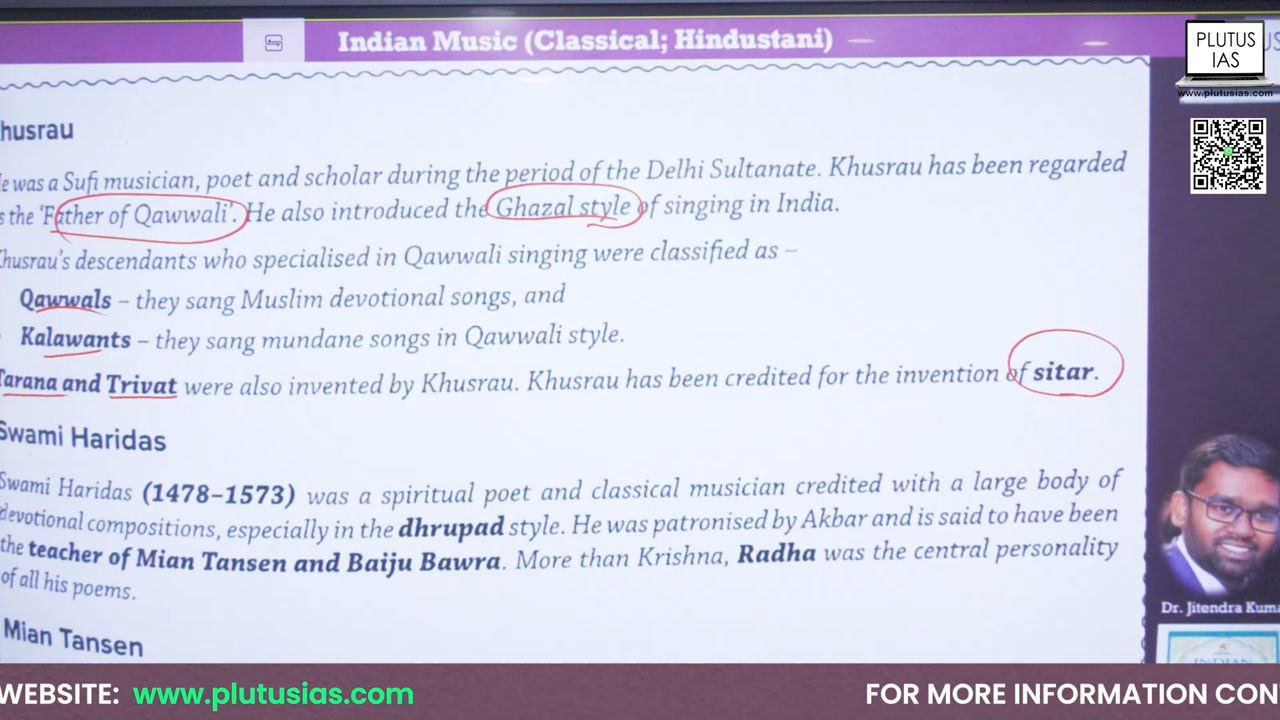 Indian Music (Classical; Hindustani)
PLUTUS
IAS
www.plutusias.com
husrau
e was a Sufi musician, poet and scholar during the period of the Delhi Sultanate. Khusrau has been regarded
s the 'Father of Qawwali'. He also introduced the Ghazal style of singing in India.
husrau's descendants who specialised in Qawwali singing were classified as –
Qawwals – they sang Muslim devotional songs, and
Kalawants – they sang mundane songs in Qawwali style.
Tarana and Trivat were also invented by Khusrau. Khusrau has been credited for the invention of sitar.
Swami Haridas
Swami Haridas (1478–1573) was a spiritual poet and classical musician credited with a large body of
devotional compositions, especially in the dhrupad style. He was patronised by Akbar and is said to have been
the teacher of Mian Tansen and Baiju Bawra. More than Krishna, Radha was the central personality
of all his poems.
Mian Tansen
Dr. Jitendra Kuma
INDIAN
WEBSITE: www.plutusias.com
FOR MORE INFORMATION CON